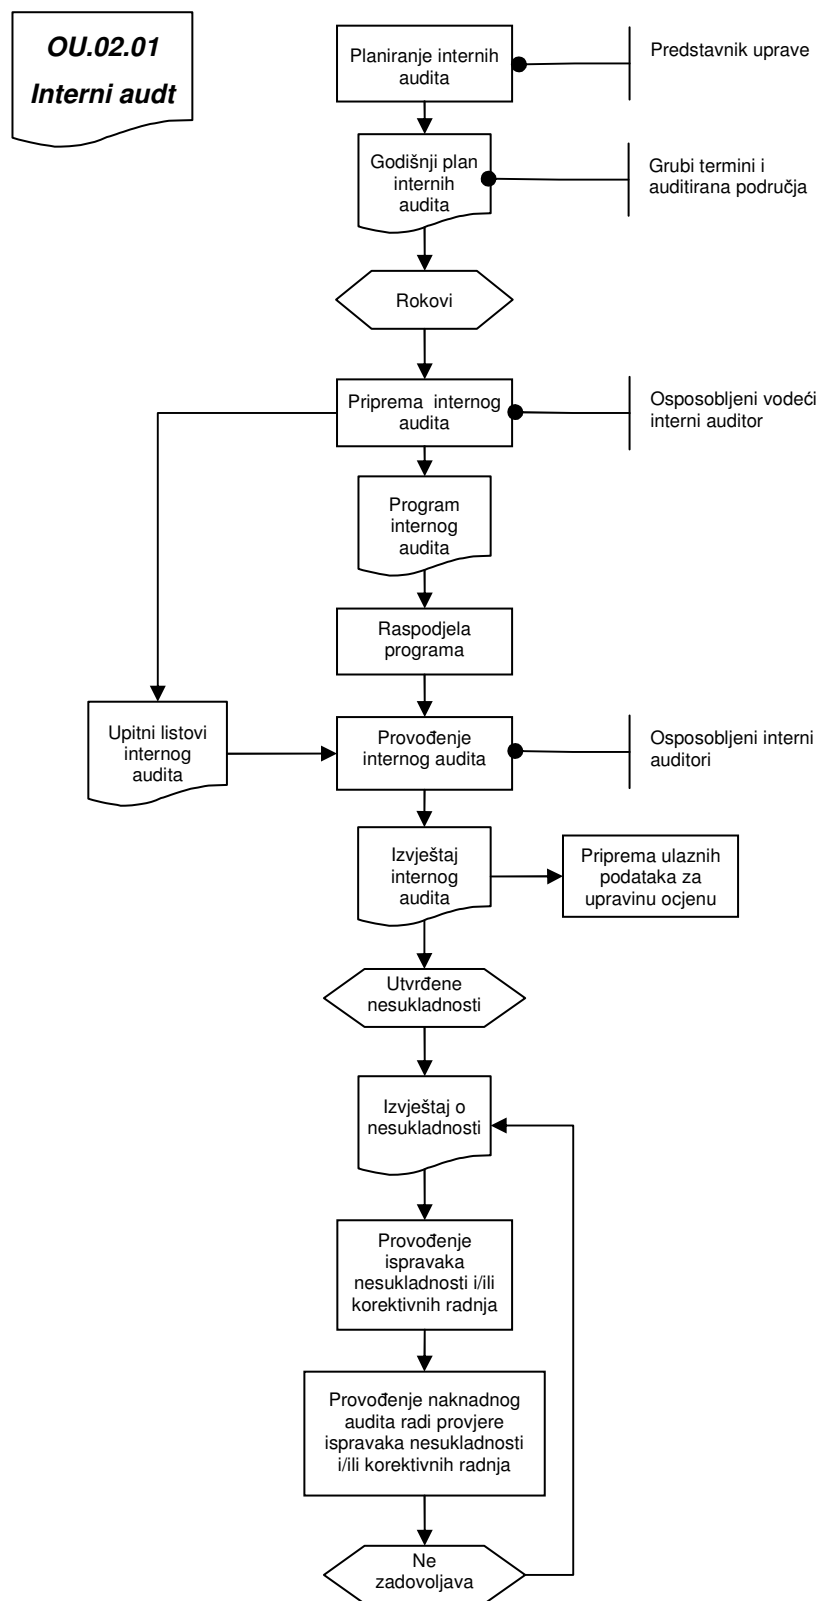 OU.02.01
Interni audt
Planiranje internih
audita
Predstavnik uprave
Godišnji plan
internih
audita
Grubi termini i
auditirana područja
Rokovi
Priprema internog
audita
Osposobljeni vodeći
interni auditor
Program
internog
audita
Raspodjela
programa
Upitni listovi
internog
audita
Provođenje
internog audita
Osposobljeni interni
auditori
Izvještaj
internog
audita
Priprema ulaznih
podataka za
upravinu ocjenu
Utvrđene
nesukladnosti
Izvještaj o
nesukladnosti
Provođenje
ispravaka
nesukladnosti i/ili
korektivnih radnja
Provođenje naknadnog
audita radi provjere
ispravaka nesukladnosti
i/ili korektivnih radnja
Ne
zadovoljava